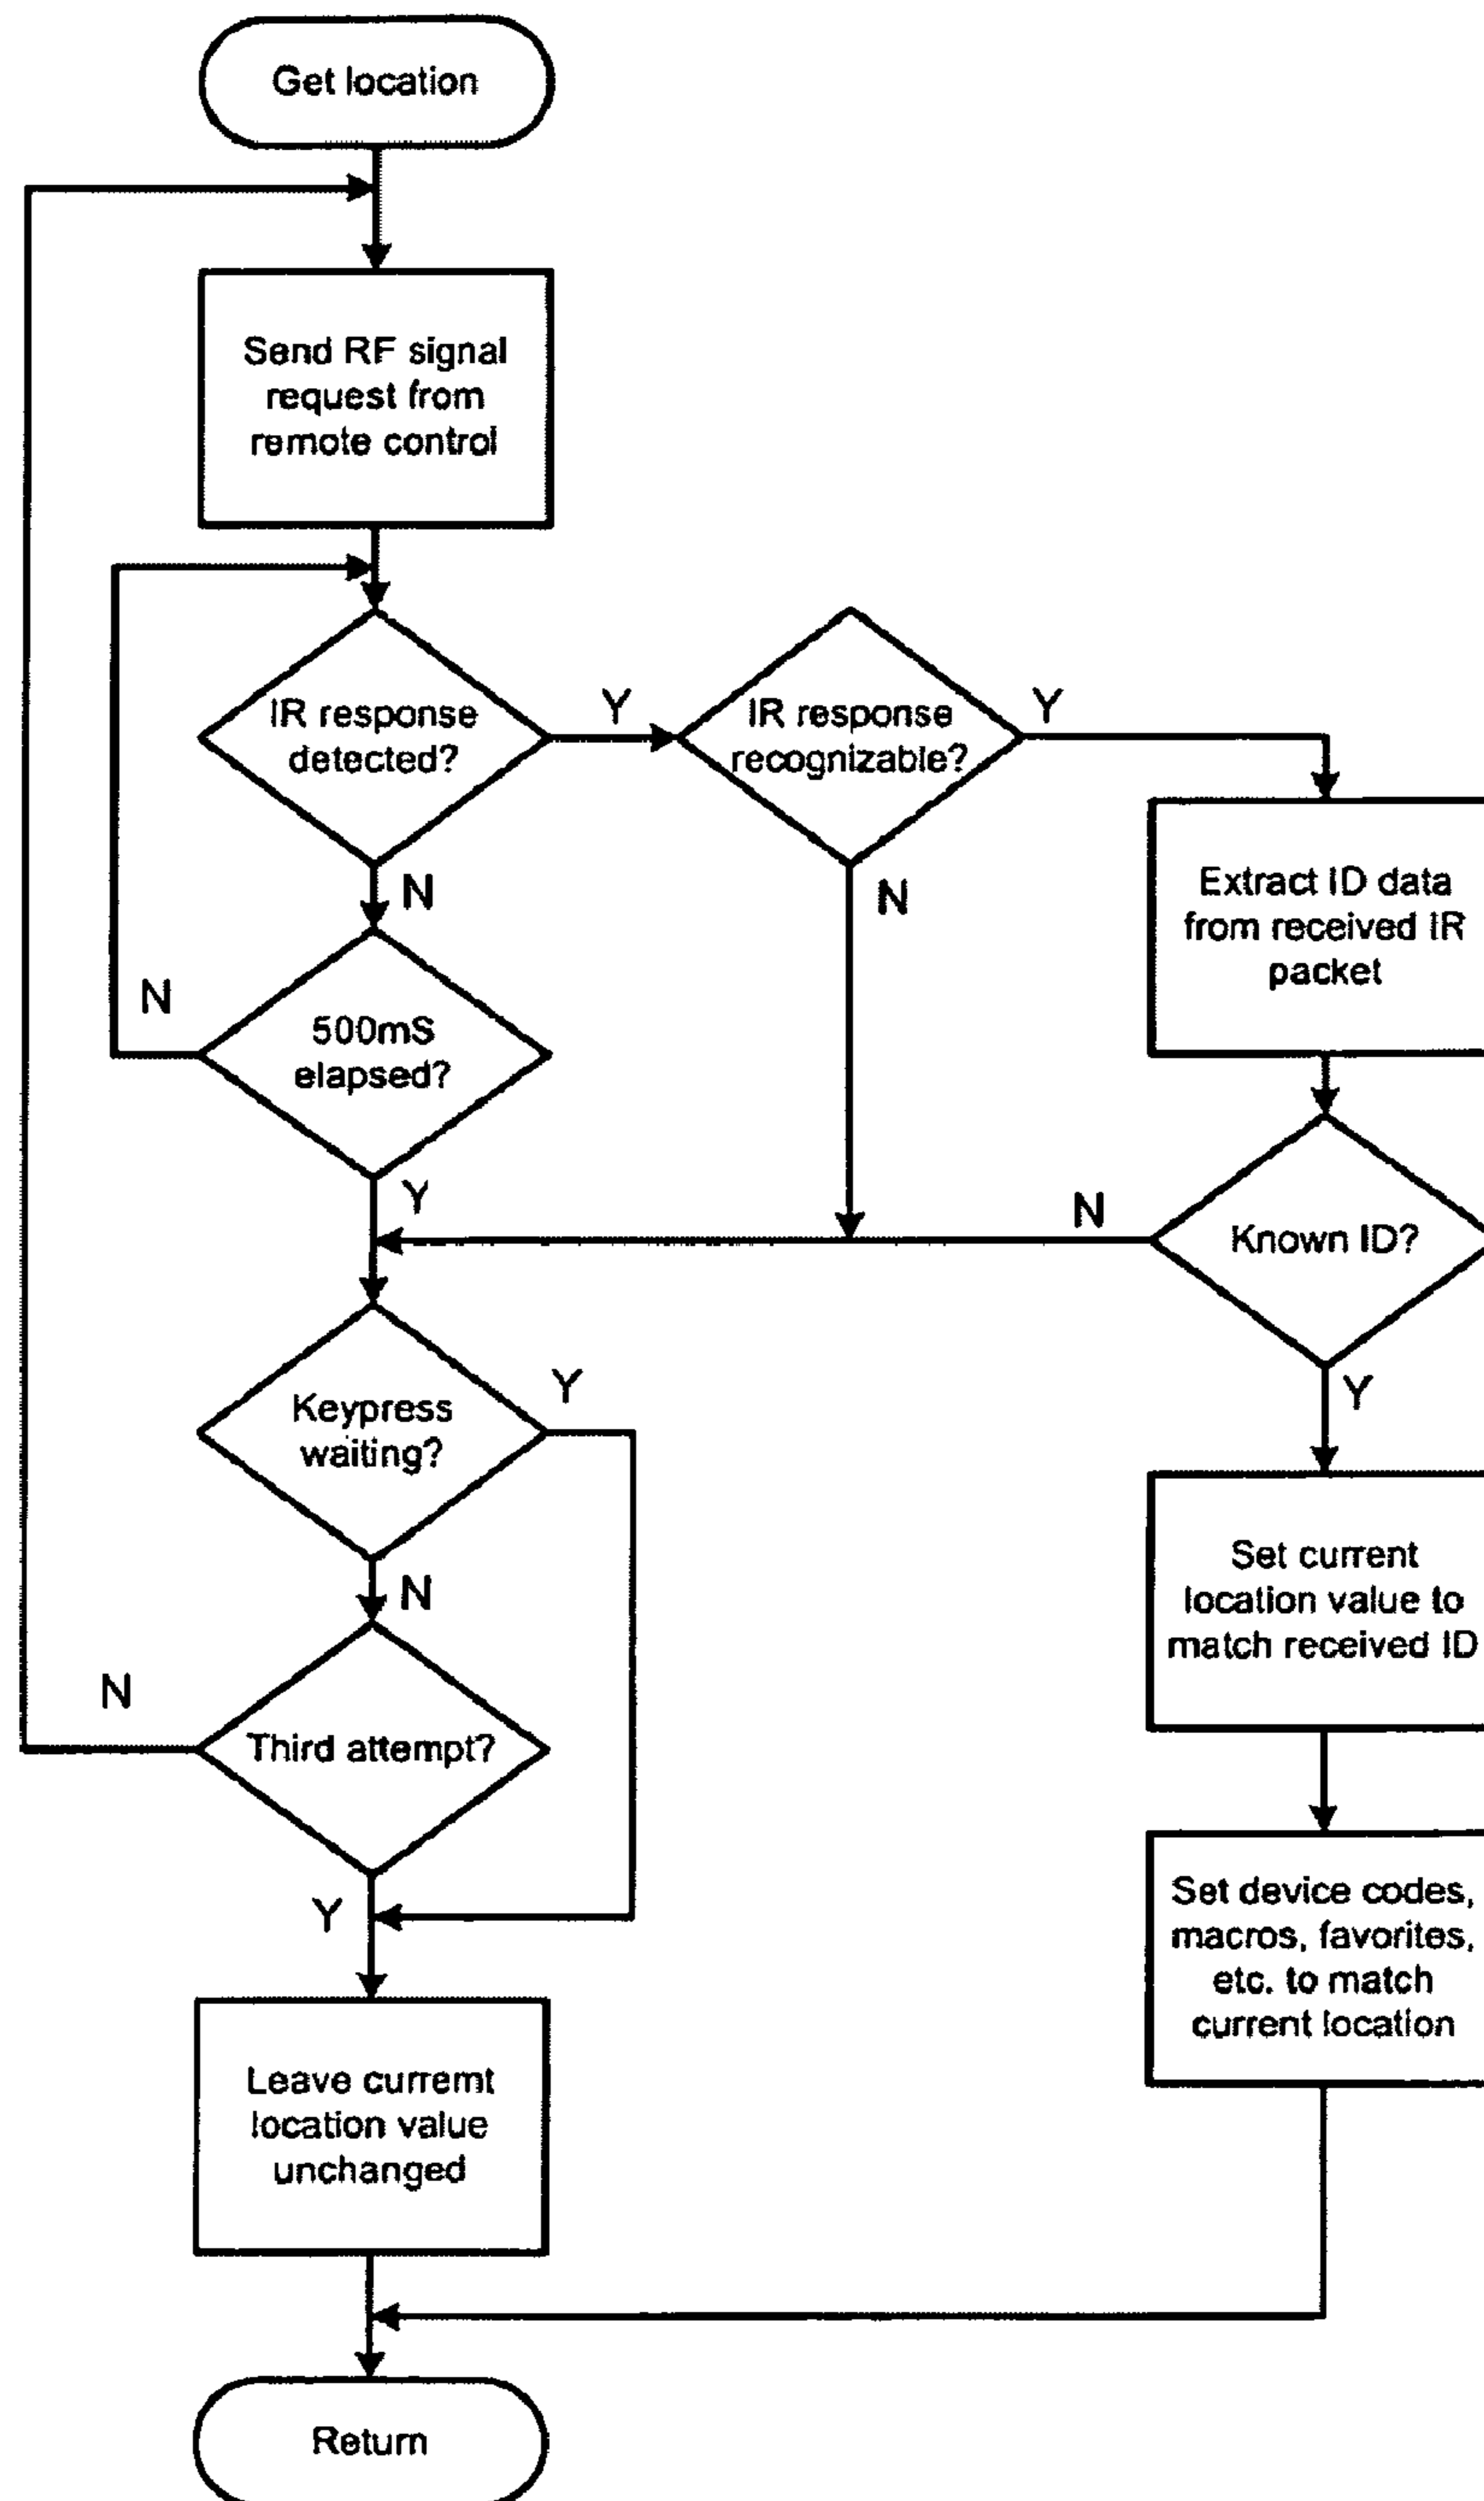 Get location
Send RF signal
request from
remote control
IR response
detected?
Y
IR response
recognizable?
Y
N
N
Extract ID data
from received IR
packet
N
500mS
elapsed?
Y
N
Known ID?
Y
Keypress
waiting?
Y
N
Set current
location value to
match received ID
N
Third attempt?
Y
Set device codes,
macros, favorites,
etc. to match
current location
Leave curremt
location value
unchanged
Return